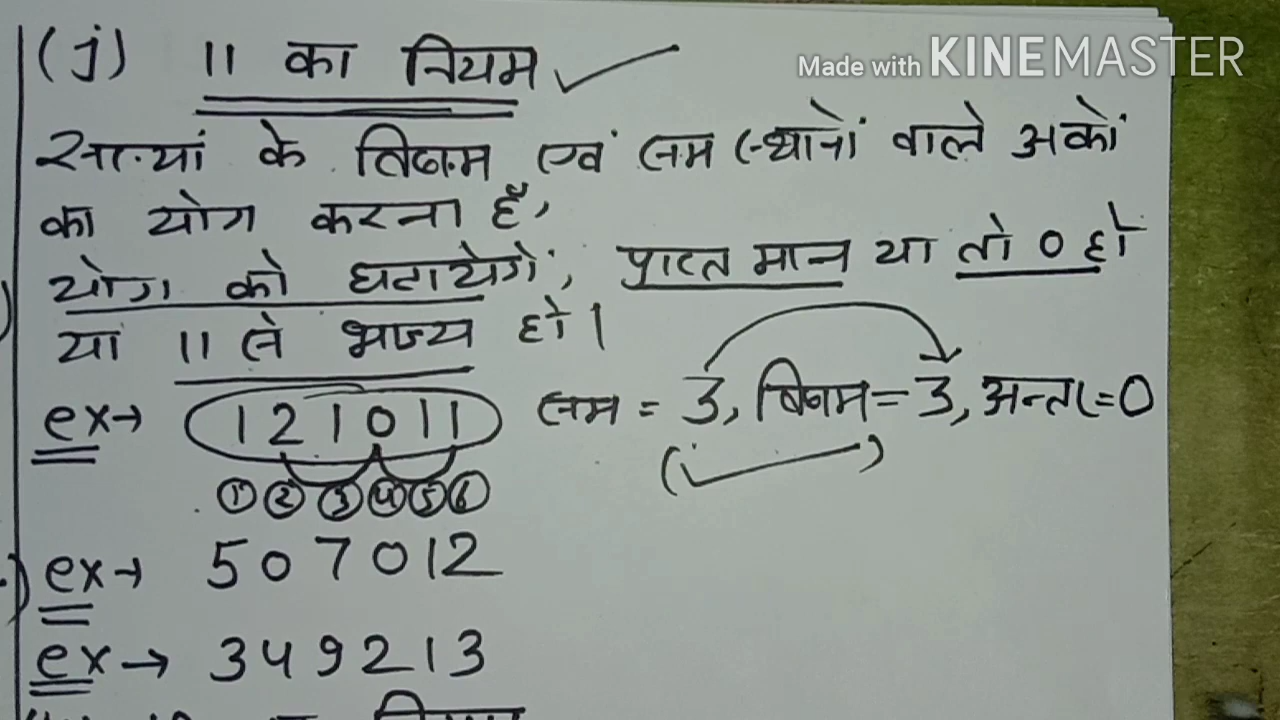 Made with KINEMASTER
(j) 11 का नियम ✓
संख्या के विषम एवं सम स्थानों वाले अकों
का योग करना है,
योग को घटायेगें, प्राप्त मान या तो 0 हो
या 11 से भाज्य हो।
ex→ 121011 सम = 3, विषम = 3, अन्तर = 0
① ② ③ ④ ⑤ ⑥ (✓)
ex→ 507012
ex→ 349213